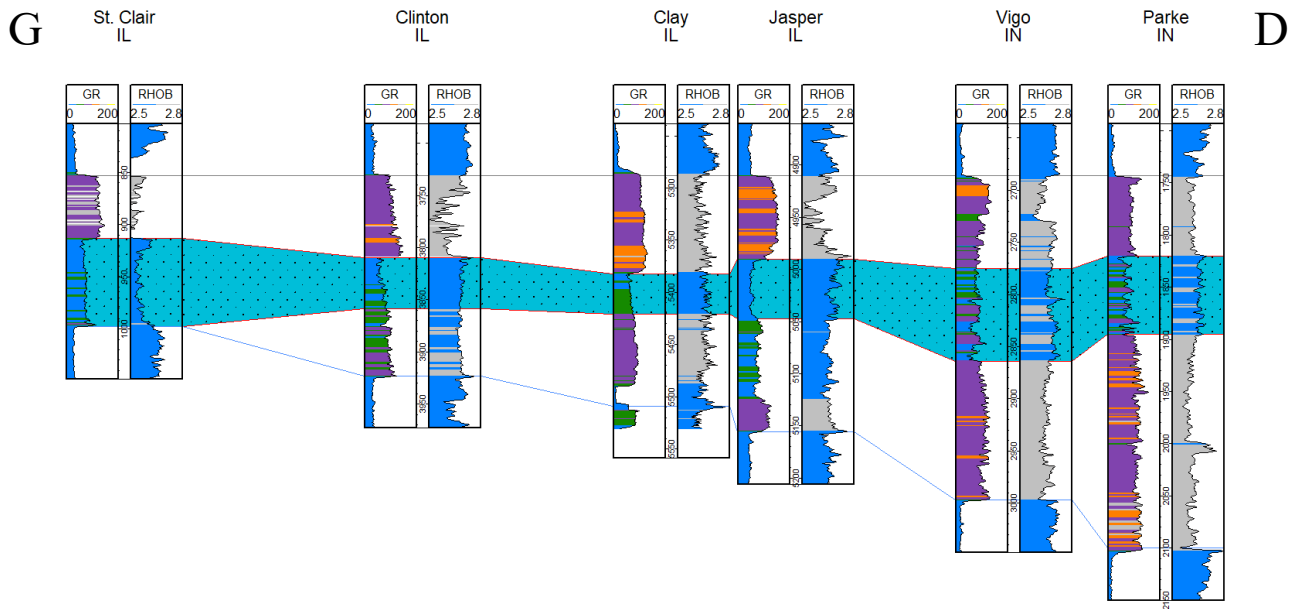 G
D
St. Clair
IL
Clinton
IL
Clay
IL
Jasper
IL
Vigo
IN
Parke
IN
GR
0 200
RHOB
2.5 2.8
GR
0 200
RHOB
2.5 2.8
GR
0 200
RHOB
2.5 2.8
GR
0 200
RHOB
2.5 2.8
GR
0 200
RHOB
2.5 2.8
GR
0 200
RHOB
2.5 2.8
850
900
950
1000
3750
3800
3850
3900
3950
5300
5350
5400
5450
5500
5550
4900
4950
5000
5050
5100
5150
5200
2700
2750
2800
2850
2900
2950
3000
1750
1800
1850
1900
1950
2000
2050
2100
2150